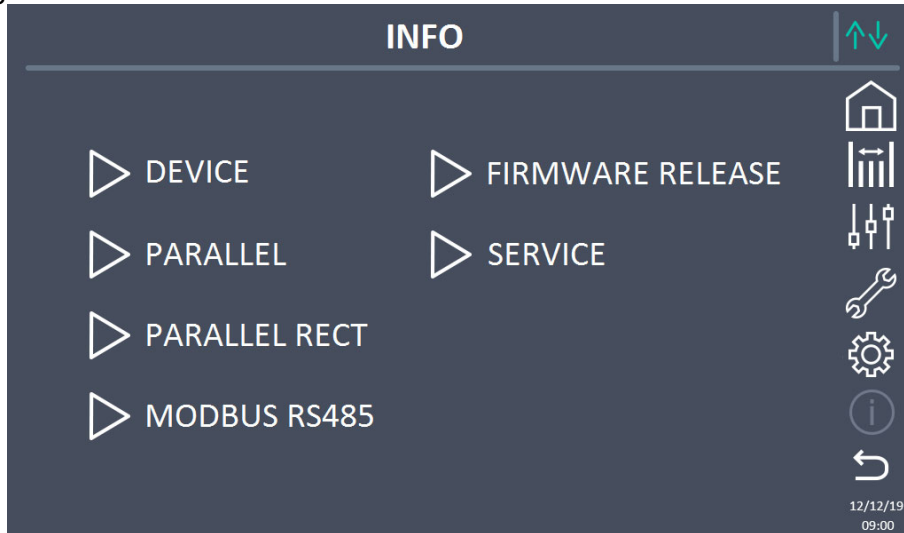 INFO
DEVICE
PARALLEL
PARALLEL RECT
MODBUS RS485
FIRMWARE RELEASE
SERVICE
12/12/19
09:00